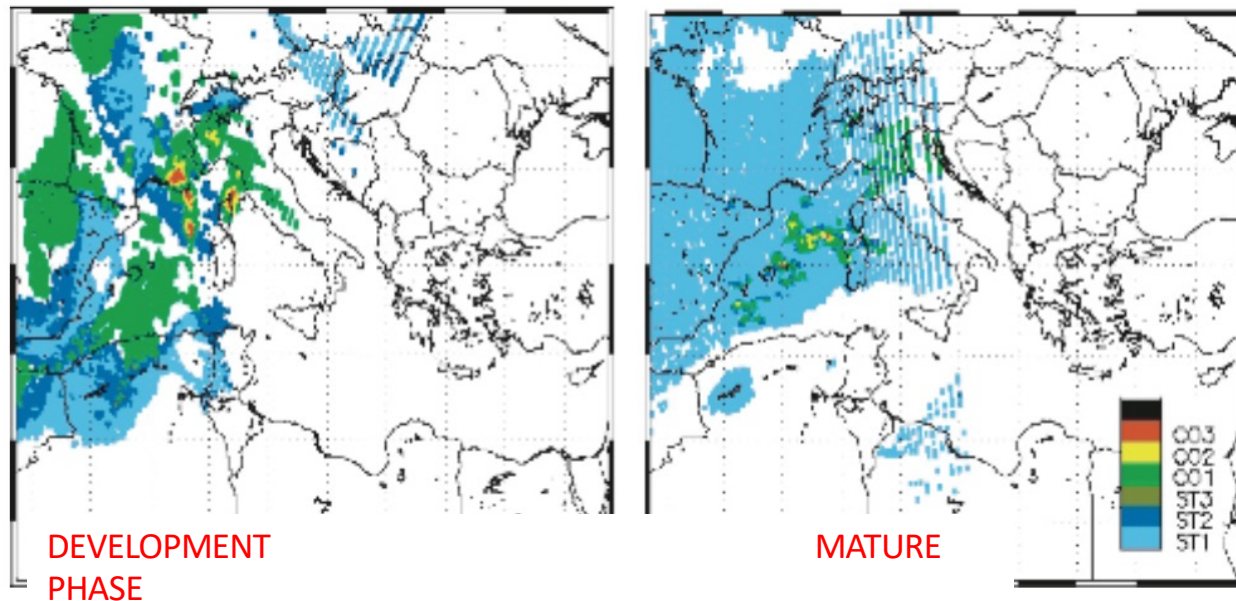 CO3
CO2
CO1
ST3
ST2
ST1
DEVELOPMENT
PHASE
MATURE